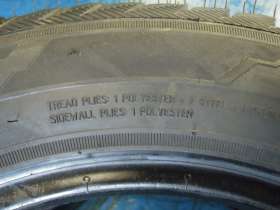 TREAD PLIES: 1 POLYESTER + 2 STEEL
SIDEWALL PLIES: 1 POLYESTER